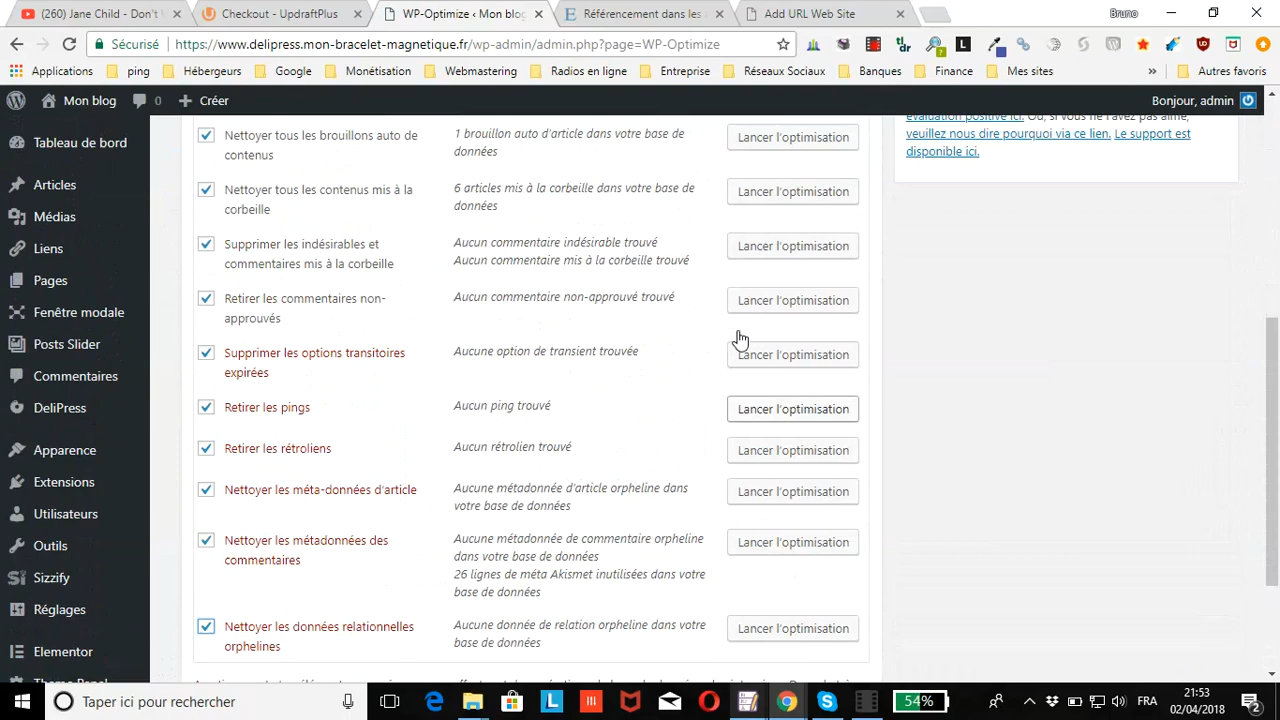 (260) Jane Child - Don't
Checkout - UpdraftPlus
WP-Optimize ‹ Mon blog
Référencement dans les
Add URL Web Site
Bruno
Sécurisé
https://www.delipress.mon-bracelet-magnetique.fr/wp-admin/admin.php?page=WP-Optimize
Applications
ping
Hébergeurs
Google
Monétisation
Webmastering
Radios en ligne
Entreprise
Réseaux Sociaux
Banques
Finance
Mes sites
»
Autres favoris
Mon blog
0
Créer
Bonjour, admin
Tableau de bord
Articles
Médias
Liens
Pages
Fenêtre modale
Posts Slider
Commentaires
DeliPress
Apparence
Extensions
Utilisateurs
Outils
Sizzify
Réglages
Elementor
Nettoyer tous les brouillons auto de
contenus
1 brouillon auto d'article dans votre base de
données
Lancer l'optimisation
Nettoyer tous les contenus mis à la
corbeille
6 articles mis à la corbeille dans votre base de
données
Lancer l'optimisation
Supprimer les indésirables et
commentaires mis à la corbeille
Aucun commentaire indésirable trouvé
Aucun commentaire mis à la corbeille trouvé
Lancer l'optimisation
Retirer les commentaires non-
approuvés
Aucun commentaire non-approuvé trouvé
Lancer l'optimisation
Supprimer les options transitoires
expirées
Aucune option de transient trouvée
Lancer l'optimisation
Retirer les pings
Aucun ping trouvé
Lancer l'optimisation
Retirer les rétroliens
Aucun rétrolien trouvé
Lancer l'optimisation
Nettoyer les méta-données d'article
Aucune métadonnée d'article orpheline dans
votre base de données
Lancer l'optimisation
Nettoyer les métadonnées des
commentaires
Aucune métadonnée de commentaire orpheline
dans votre base de données
26 lignes de méta Akismet inutilisées dans votre
base de données
Lancer l'optimisation
Nettoyer les données relationnelles
orphelines
Aucune donnée de relation orpheline dans votre
base de données
Lancer l'optimisation
évaluation positive ici. Ou, si vous ne l'avez pas aimé,
veuillez nous dire pourquoi via ce lien. Le support est
disponible ici.
Taper ici pour rechercher
54%
FRA
21:53
02/04/2018
2